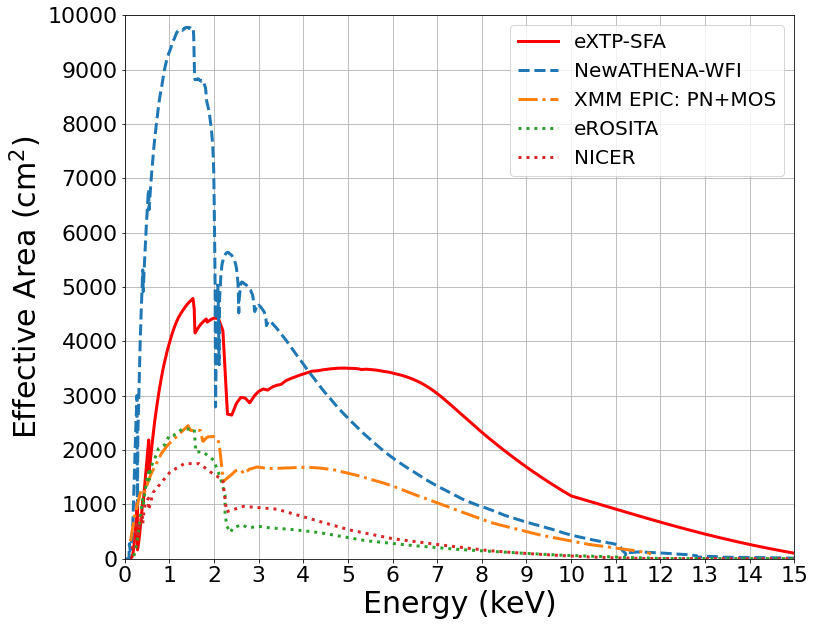 10000
9000
8000
7000
6000
5000
4000
3000
2000
1000
0
Effective Area (cm²)
eXTP-SFA
NewATHENA-WFI
XMM EPIC: PN+MOS
eROSITA
NICER
0 1 2 3 4 5 6 7 8 9 10 11 12 13 14 15
Energy (keV)